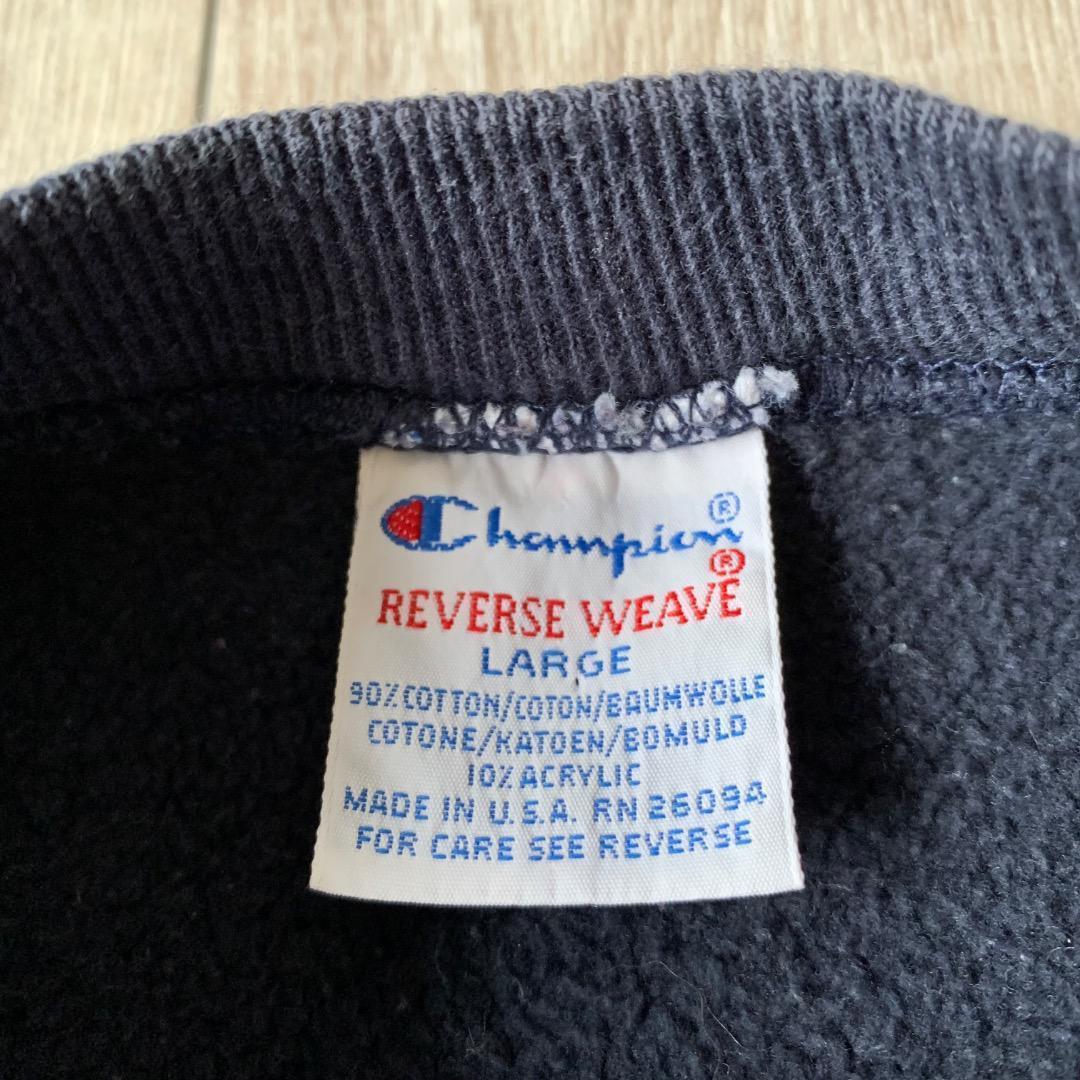 Champion®
REVERSE WEAVE®
LARGE
90% COTTON/COTON/BAUMWOLLE
COTONE/KATOEN/BOMULD
10% ACRYLIC
MADE IN U.S.A. RN 26094
FOR CARE SEE REVERSE